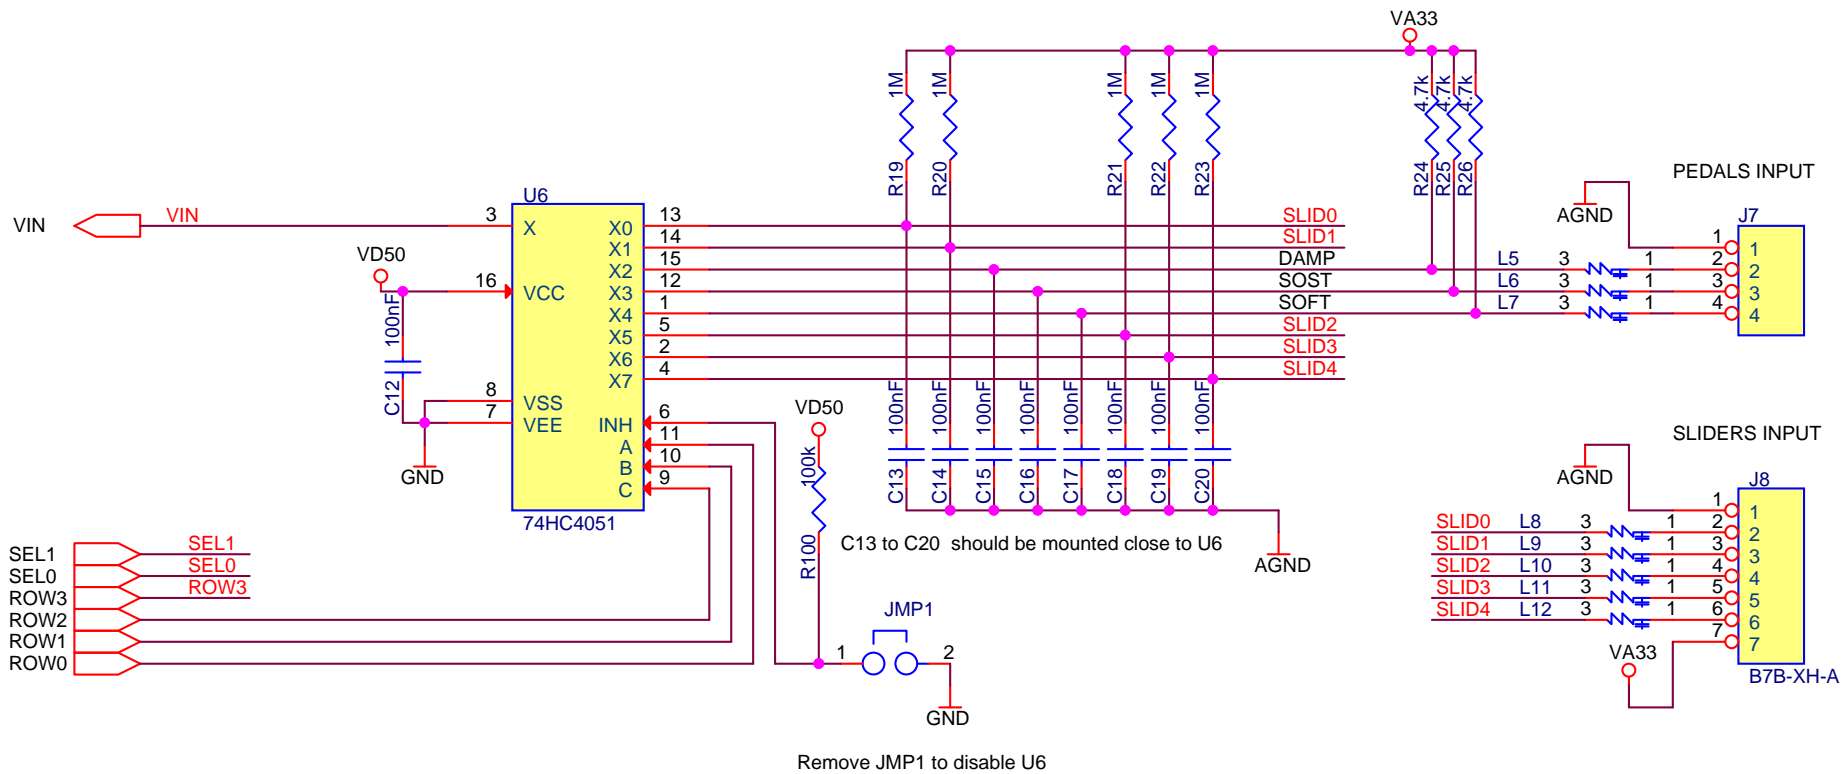 VA33
1M
1M
1M
1M
1M
4.7k
4.7k
4.7k
R19
R20
R21
R22
R23
R24
R25
R26
PEDALS INPUT
AGND
J7
1 1
2 2
3 3
4 4
L5 3 1
L6 3 1
L7 3 1
VIN
VIN
U6
3 X
VD50
16 VCC
100nF
C12
8 VSS
7 VEE
GND
X0 13 SLID0
X1 14 SLID1
X2 15 DAMP
X3 12 SOST
X4 1 SOFT
X5 5 SLID2
X6 2 SLID3
X7 4 SLID4
INH 6
A 11
B 10
C 9
74HC4051
VD50
100k
R100
100nF
100nF
100nF
100nF
100nF
100nF
100nF
100nF
C13
C14
C15
C16
C17
C18
C19
C20
C13 to C20 should be mounted close to U6
AGND
SEL1 SEL1
SEL0 SEL0
ROW3 ROW3
ROW2
ROW1
ROW0
JMP1
1 2
GND
Remove JMP1 to disable U6
SLIDERS INPUT
AGND
J8
1 1
SLID0 L8 3 1 2 2
SLID1 L9 3 1 3 3
SLID2 L10 3 1 4 4
SLID3 L11 3 1 5 5
SLID4 L12 3 1 6 6
7 7
VA33
B7B-XH-A